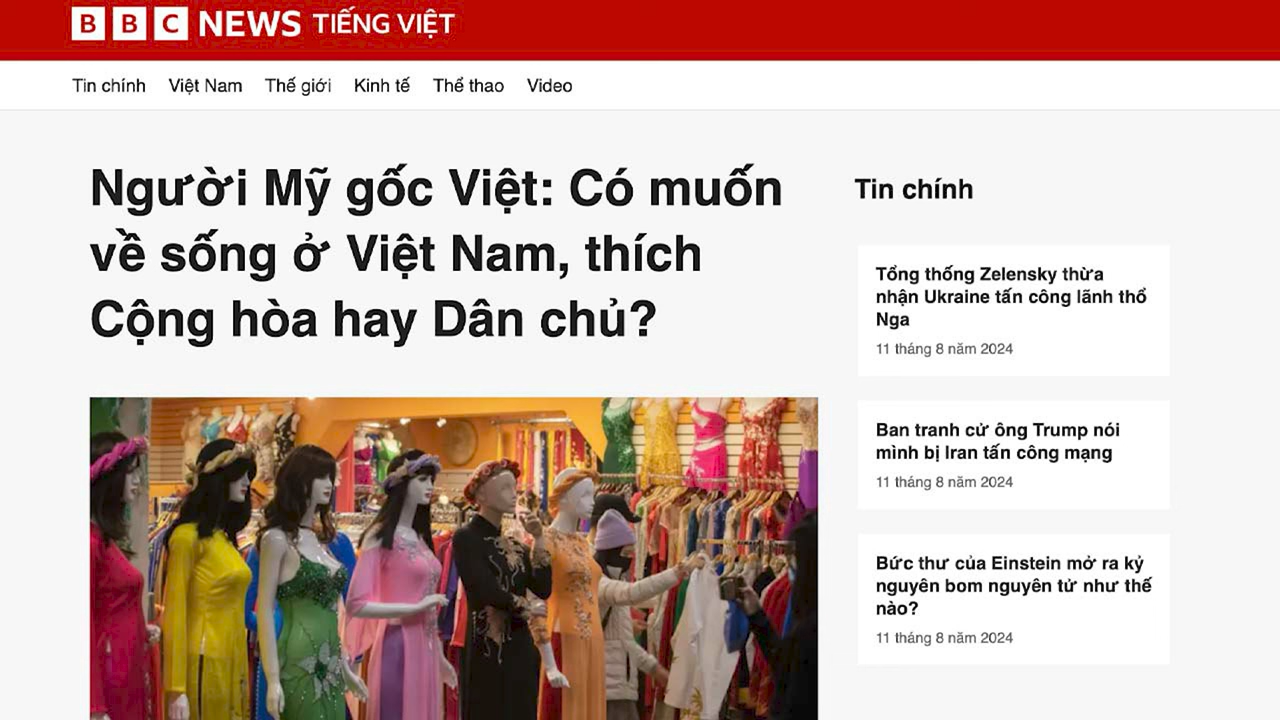 BBC NEWS TIẾNG VIỆT
Tin chính Việt Nam Thế giới Kinh tế Thể thao Video
Người Mỹ gốc Việt: Có muốn
về sống ở Việt Nam, thích
Cộng hòa hay Dân chủ?
Tin chính
Tổng thống Zelensky thừa
nhận Ukraine tấn công lãnh thổ
Nga
11 tháng 8 năm 2024
Ban tranh cử ông Trump nói
mình bị Iran tấn công mạng
11 tháng 8 năm 2024
Bức thư của Einstein mở ra kỷ
nguyên bom nguyên tử như thế
nào?
11 tháng 8 năm 2024